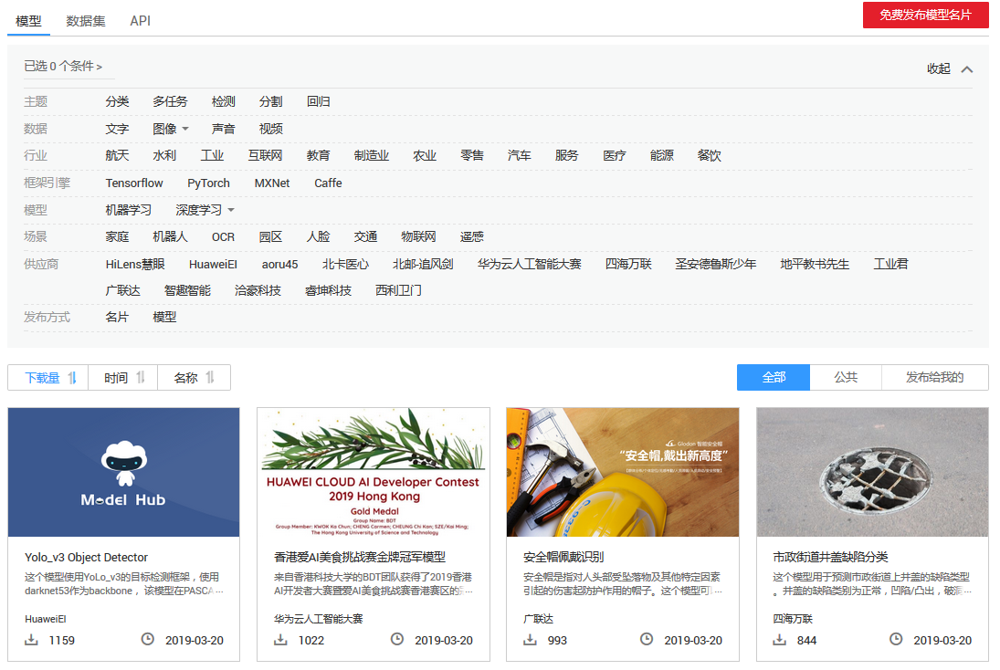 模型 数据集 API 免费发布模型名片
已选 0 个条件 > 收起
主题 分类 多任务 检测 分割 回归
数据 文字 图像 声音 视频
行业 航天 水利 工业 互联网 教育 制造业 农业 零售 汽车 服务 医疗 能源 餐饮
框架引擎 Tensorflow PyTorch MXNet Caffe
模型 机器学习 深度学习
场景 家庭 机器人 OCR 园区 人脸 交通 物联网 遥感
供应商 HiLens慧眼 HuaweiEI aoru45 北卡医心 北邮-追风剑 华为云人工智能大赛 四海万联 圣安德鲁斯少年 地平教书先生 工业君
广联达 智趣智能 洽豪科技 睿坤科技 西利卫门
发布方式 名片 模型
下载量 时间 名称 全部 公共 发布给我的
Model Hub
Yolo_v3 Object Detector
这个模型使用YoLo_v3的目标检测框架，使用
darknet53作为backbone， 该模型在PASCA...
HuaweiEI
1159 2019-03-20
HUAWEI CLOUD AI Developer Contest
2019 Hong Kong
Gold Medal
Group Name: BDT
Group Member: KWOK Ka Chun; CHENG Carmen; CHEUNG Chi Kan; SZE/Kai Ming;
The Hong Kong University of Science and Technology
香港爱AI美食挑战赛金牌冠军模型
来自香港科技大学的BDT团队获得了2019香港
AI开发者大赛暨爱AI美食挑战赛香港赛区的...
华为云人工智能大赛
1022 2019-03-20
Glodon 智能安全帽
“安全帽,戴出新高度”
安全帽佩戴识别
安全帽是指对人头部受坠落物及其他特定因素
引起的伤害起防护作用的帽子。这个模型可...
广联达
993 2019-03-20
市政街道井盖缺陷分类
这个模型用于预测市政街道上井盖的缺陷类型
。井盖的缺陷类别为正常，凹陷/凸出，破...
四海万联
844 2019-03-20